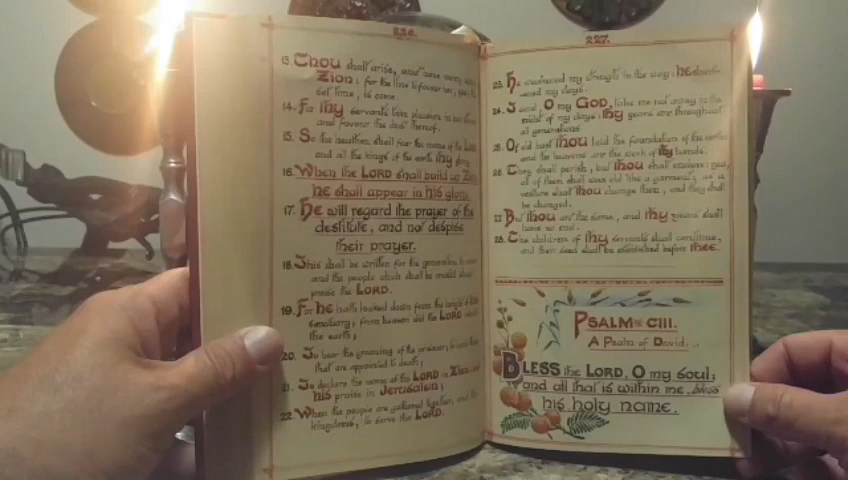 226.
13. Thou shalt arise, and have mercy upon
Zion: for the time to favour her, yea, the
set time, is come.
14. For thy servants take pleasure in her stones,
and favour the dust thereof.
15. So the heathen shall fear the name of the Lord,
and all the kings of the earth thy glory.
16. When the LORD shall build up Zion,
he shall appear in his glory.
17. He will regard the prayer of the
destitute, and not despise
their prayer.
18. This shall be written for the generation to come
and the people which shall be created shall
praise the LORD.
19. For he hath looked down from the height of his
sanctuary; from heaven did the LORD behold
the earth;
20. To hear the groaning of the prisoner; to loose those
that are appointed to death;
21. To declare the name of the LORD in Zion and
his praise in Jerusalem;
22. When the people are gathered together, and the
kingdoms, to serve the LORD.
227.
23. He weakened my strength in the way; he short-
ened my days.
24. I said, O my God, take me not away in the
midst of my days: thy years are throughout
all generations.
25. Of old hast thou laid the foundation of the earth:
and the heavens are the work of thy hands.
26. They shall perish, but thou shalt endure: yea,
all of them shall wax old like a garment; as a
vesture shalt thou change them, and they shall
be changed.
27. But thou art the same, and thy years shall
have no end.
28. The children of thy servants shall continue,
and their seed shall be established before thee.
PSALM CIII.
A Psalm of David.
BLESS the LORD, O my soul;
and all that is within me, bless
his holy name.